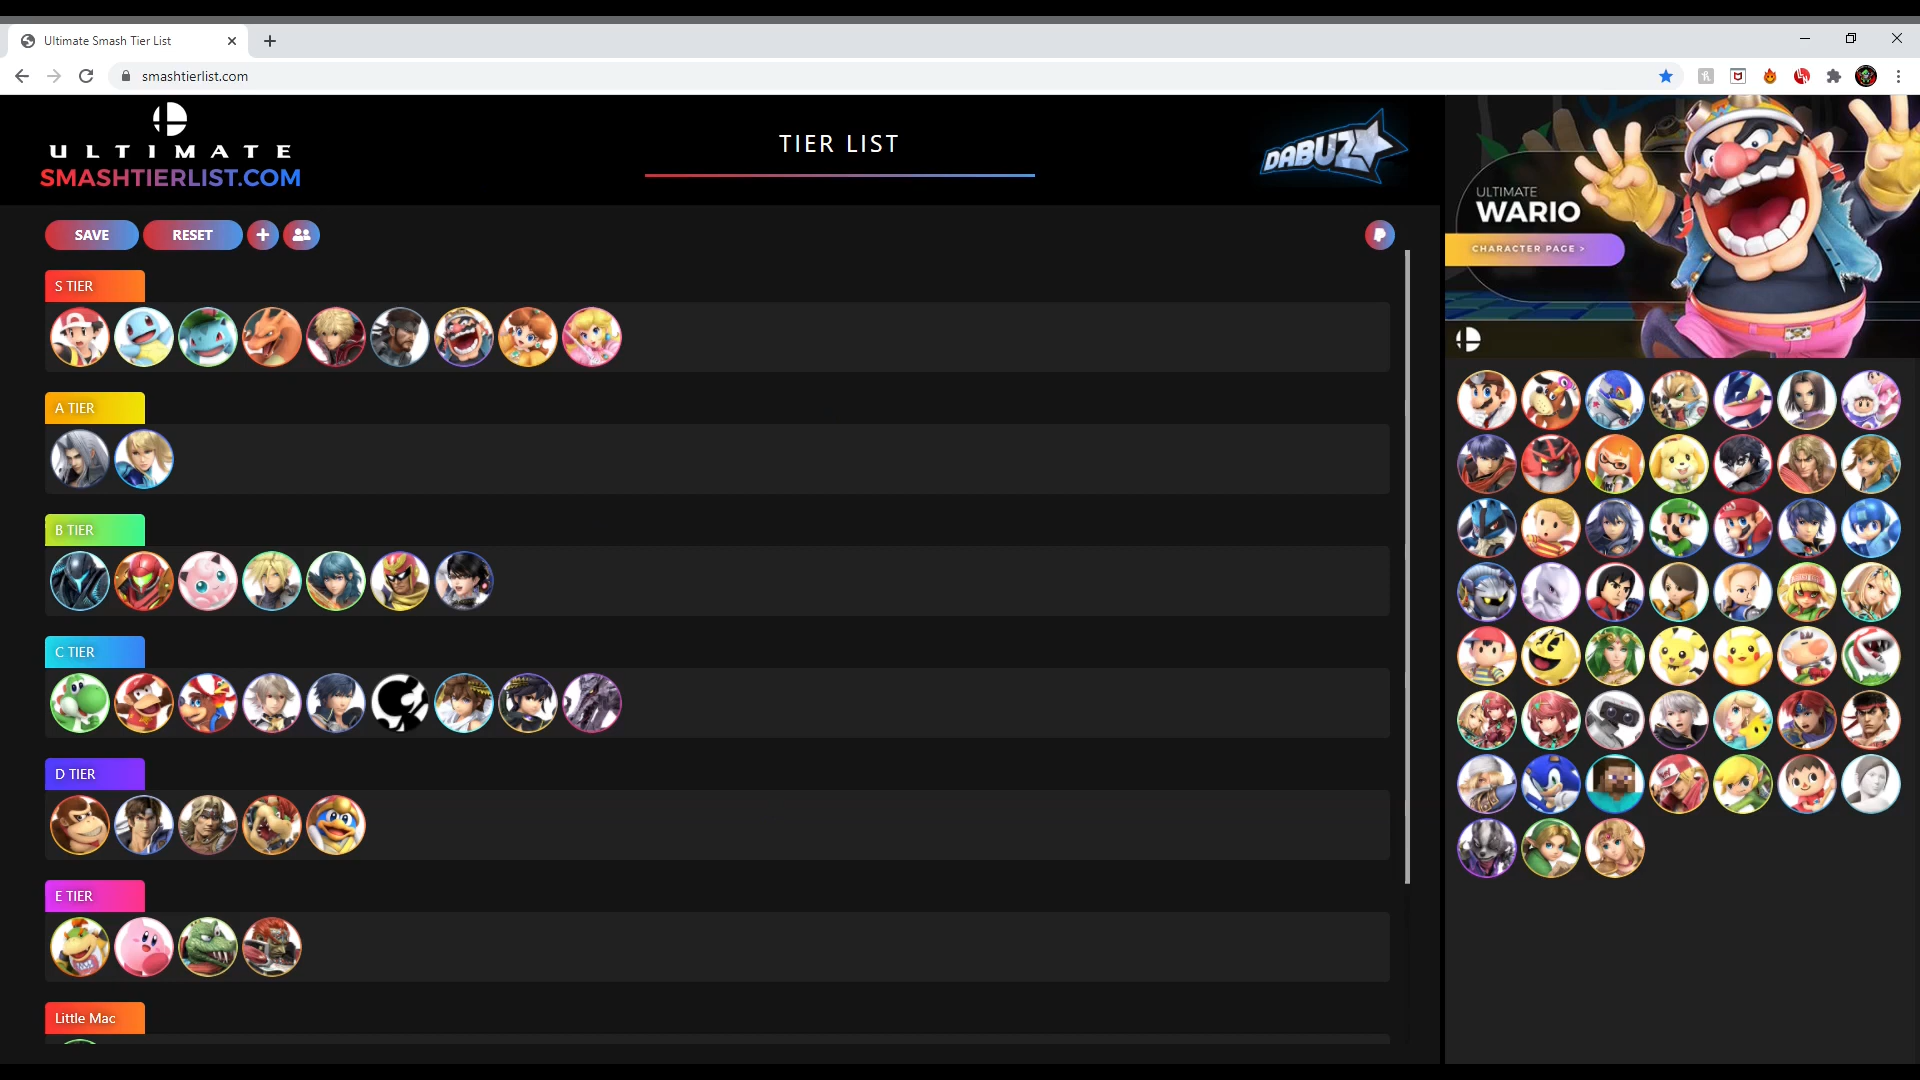 Ultimate Smash Tier List
smashtierlist.com
ULTIMATE
SMASHTIERLIST.COM
TIER LIST
DABUZ
ULTIMATE
WARIO
CHARACTER PAGE >
SAVE
RESET
S TIER
A TIER
B TIER
C TIER
D TIER
E TIER
Little Mac